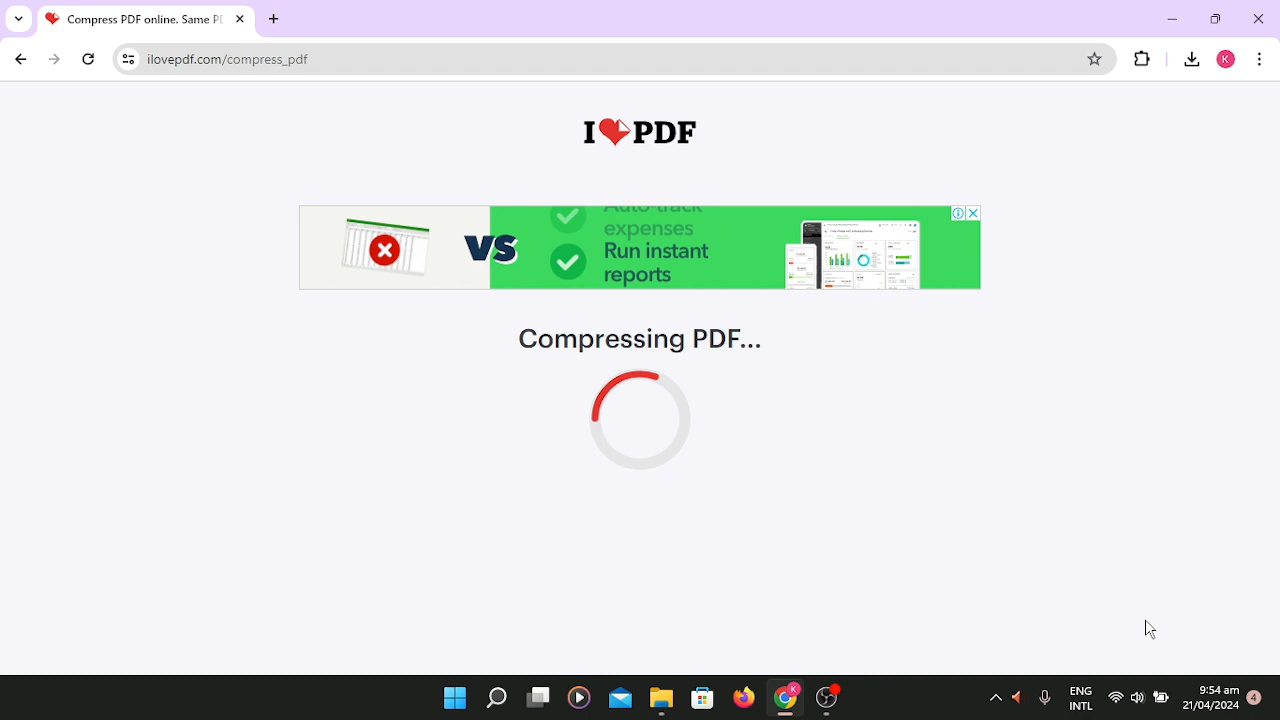 Compress PDF online. Same PD
ilovepdf.com/compress_pdf
K
I PDF
Auto-track
expenses
Run instant
reports
VS
Compressing PDF...
K
ENG
INTL
9:54 am
21/04/2024
4